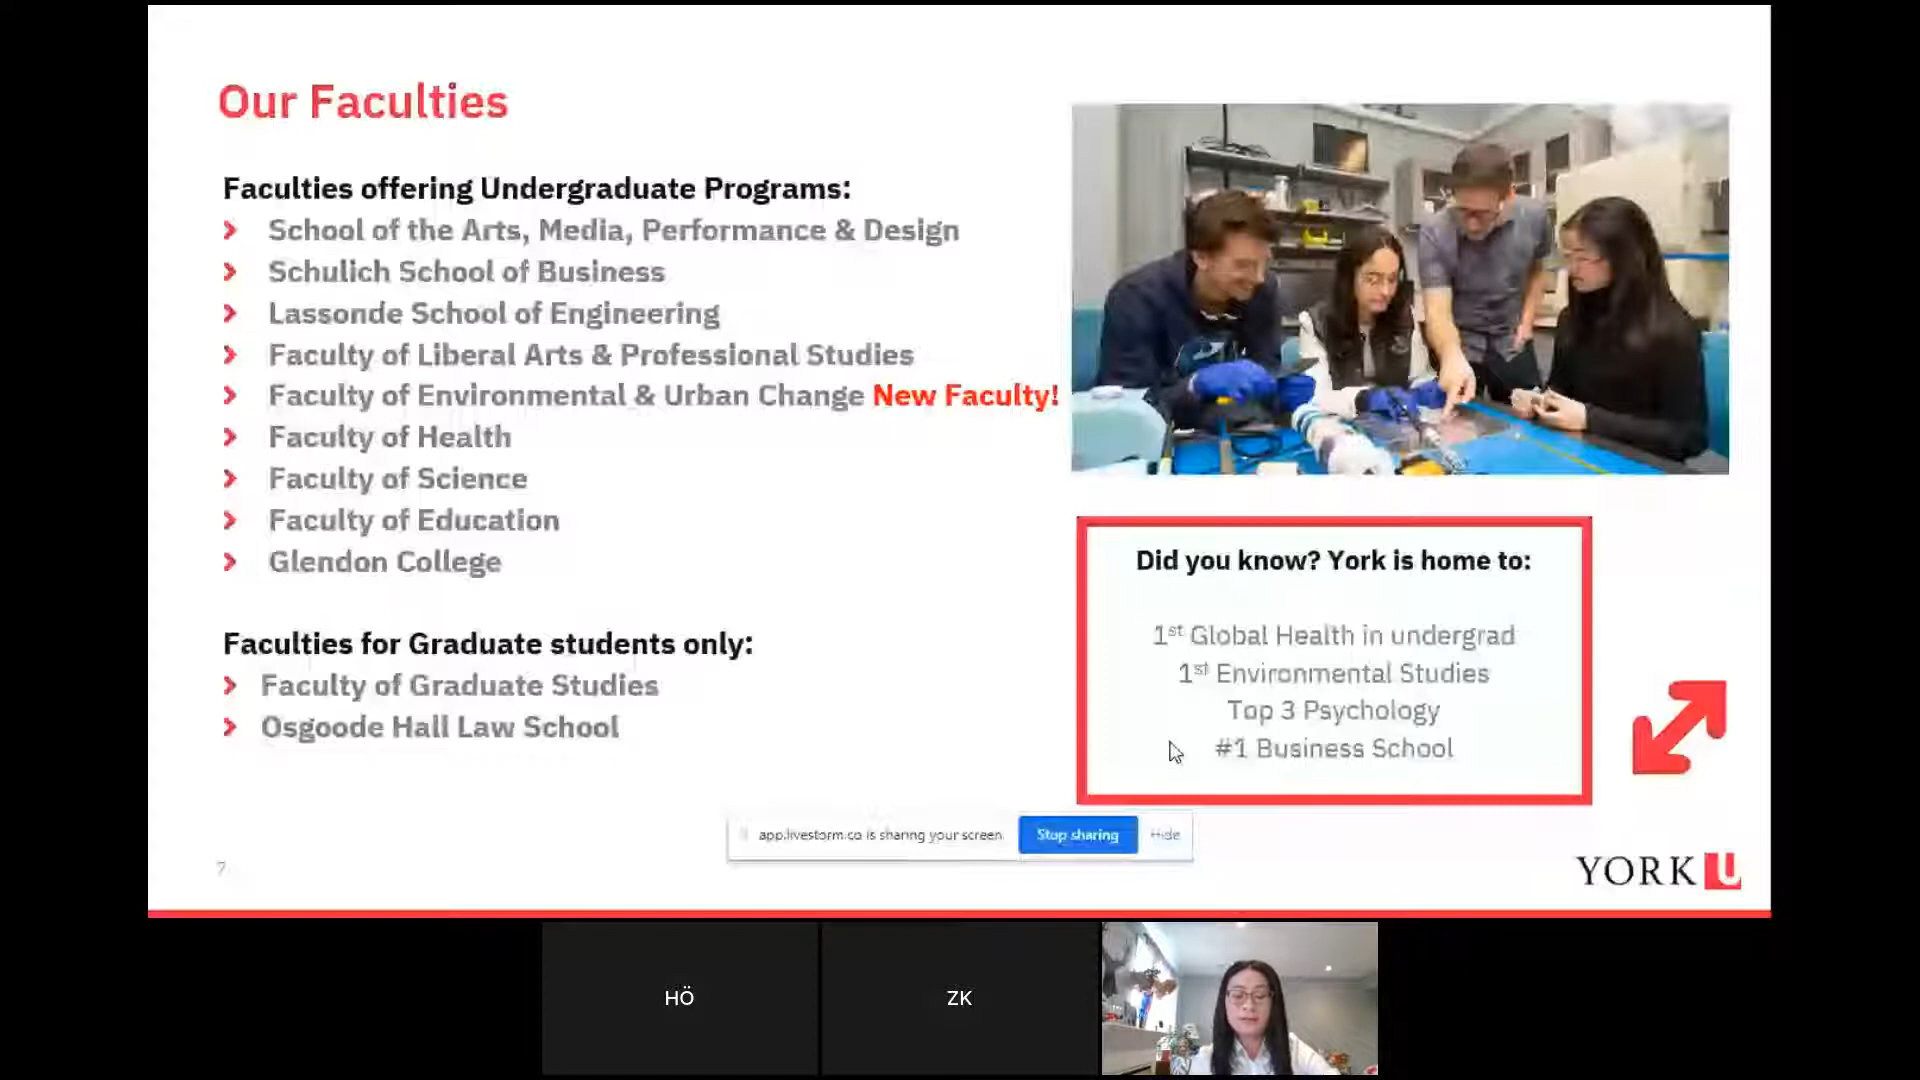 Our Faculties
Faculties offering Undergraduate Programs:
School of the Arts, Media, Performance & Design
Schulich School of Business
Lassonde School of Engineering
Faculty of Liberal Arts & Professional Studies
Faculty of Environmental & Urban Change New Faculty!
Faculty of Health
Faculty of Science
Faculty of Education
Glendon College
Faculties for Graduate students only:
Faculty of Graduate Studies
Osgoode Hall Law School
Did you know? York is home to:
1st Global Health in undergrad
1st Environmental Studies
Top 3 Psychology
#1 Business School
app.livestorm.co is sharing your screen.
Stop sharing
Hide
7
YORK U
HÖ
ZK